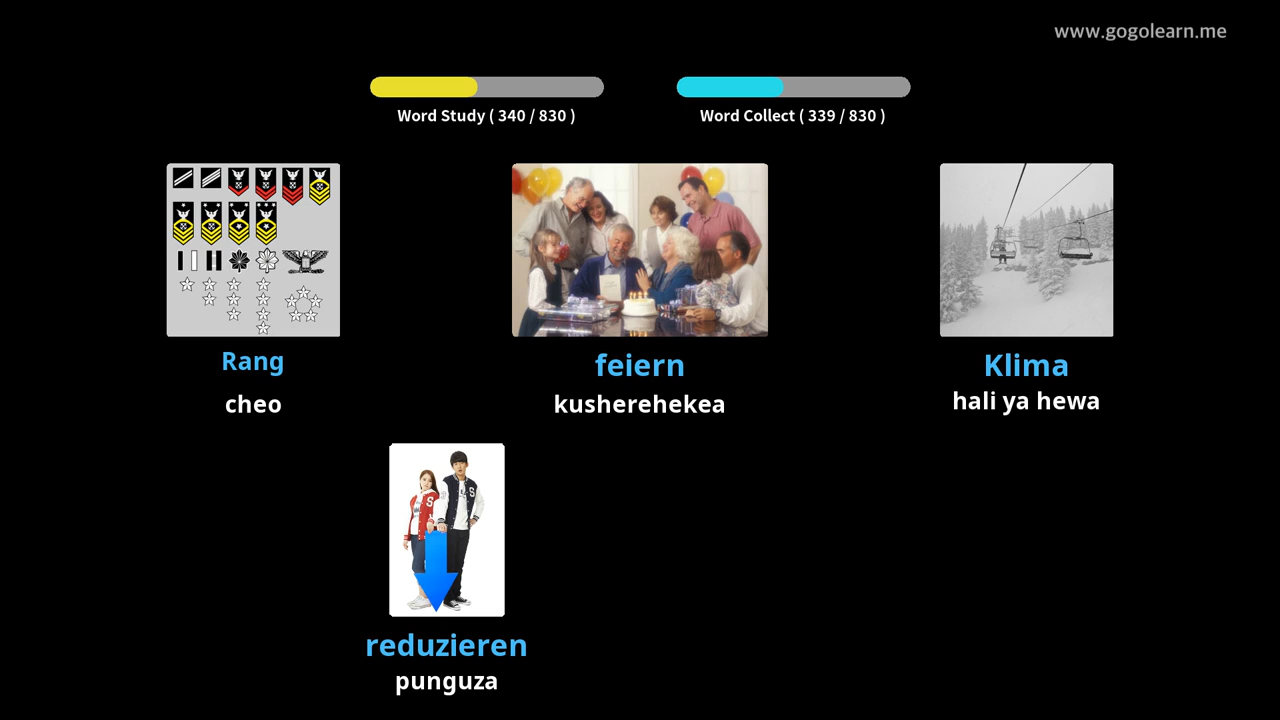 www.gogolearn.me
Word Study ( 340 / 830 )
Word Collect ( 339 / 830 )
Rang
cheo
feiern
kusherehekea
Klima
hali ya hewa
reduzieren
punguza